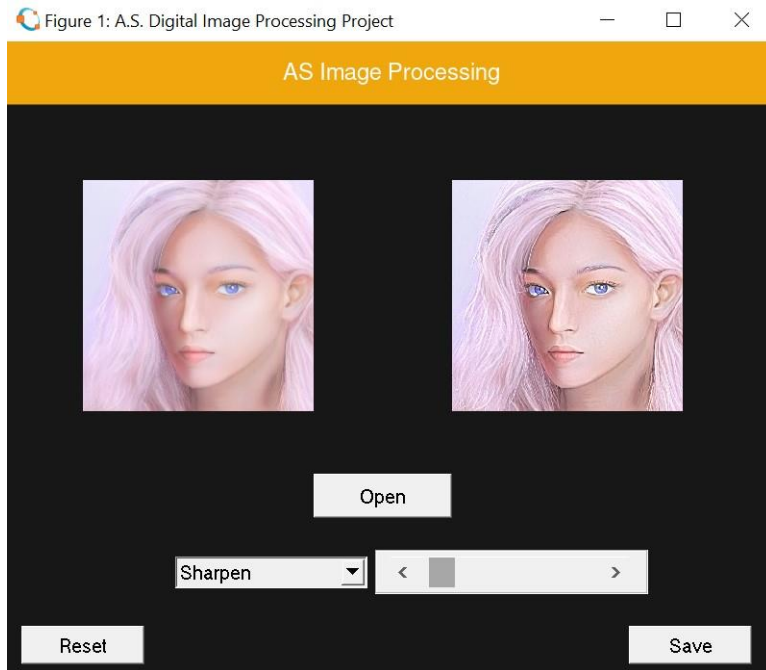 Figure 1: A.S. Digital Image Processing Project
AS Image Processing
Open
Sharpen
Reset
Save